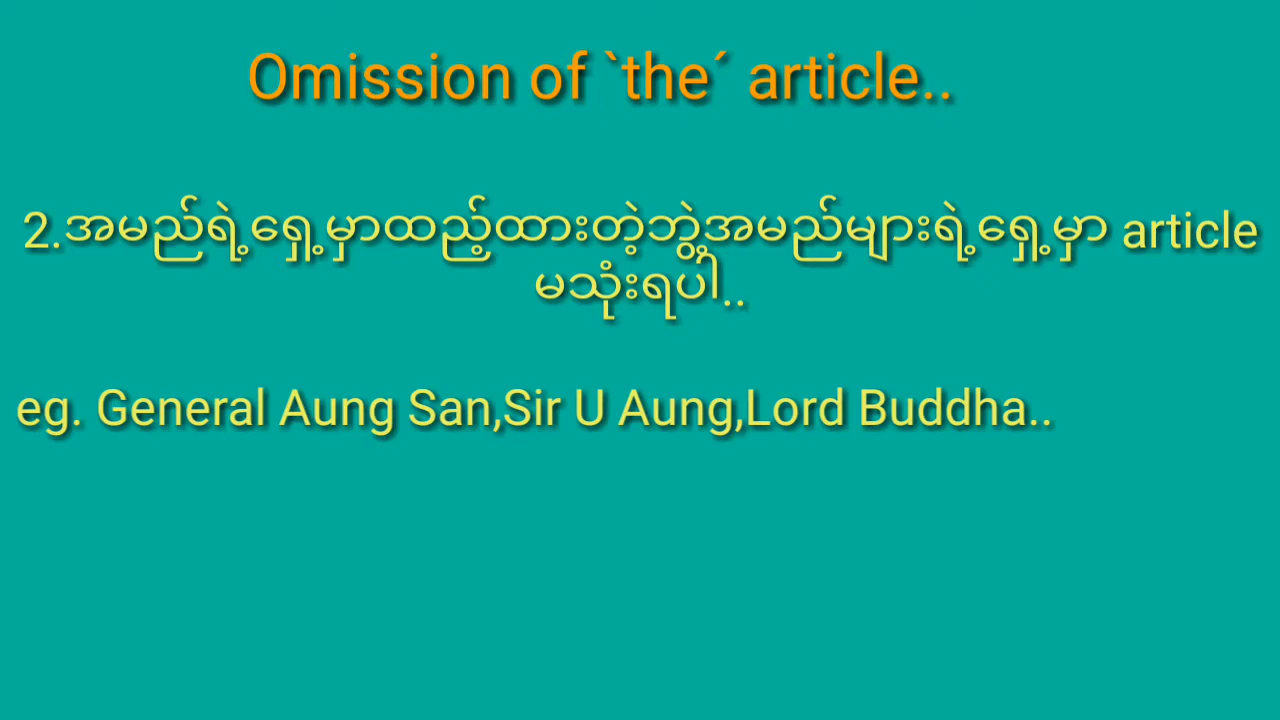 Omission of `the´ article..
2.အမည်ရဲ့ရှေ့မှာထည့်ထားတဲ့ဘွဲ့အမည်များရဲ့ရှေ့မှာ article
မသုံးရပါ..
eg. General Aung San,Sir U Aung,Lord Buddha..